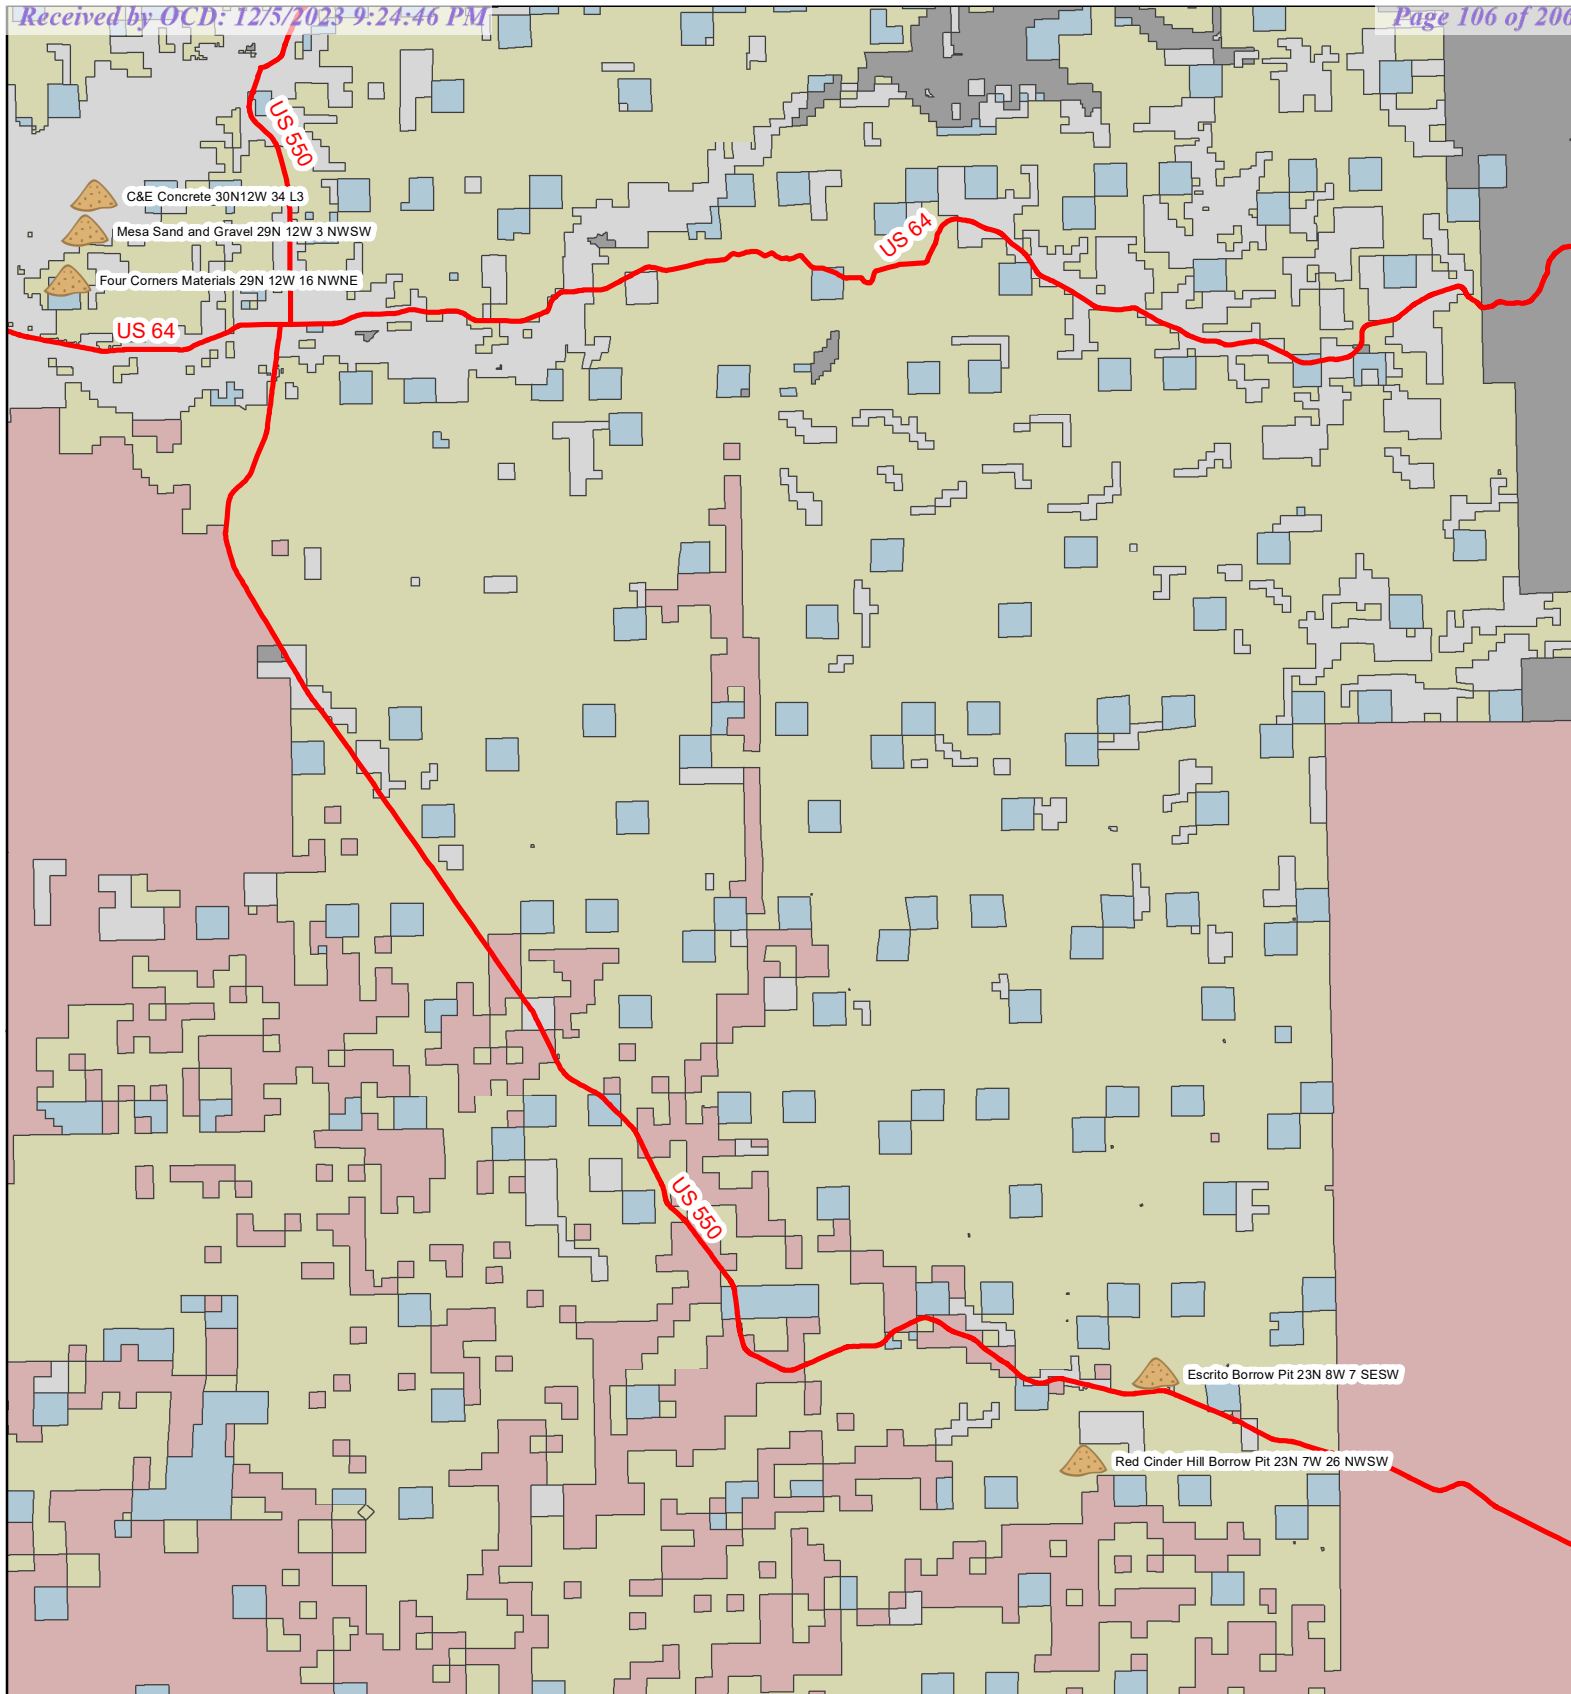 Received by OCD: 12/5/2023 9:24:46 PM
Page 106 of 206
US 550
C&E Concrete 30N12W 34 L3
Mesa Sand and Gravel 29N 12W 3 NWSW
US 64
Four Corners Materials 29N 12W 16 NWNE
US 64
US 550
Escrito Borrow Pit 23N 8W 7 SESW
Red Cinder Hill Borrow Pit 23N 7W 26 NWSW